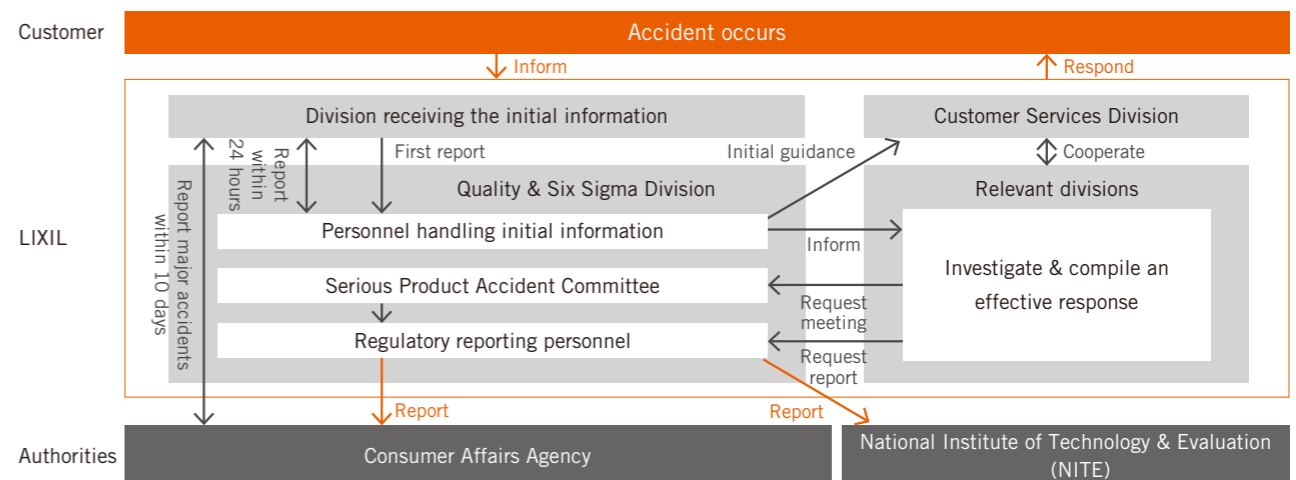 Customer
Accident occurs
Inform
Respond
Division receiving the initial information
Customer Services Division
Report
within
24 hours
First report
Initial guidance
Cooperate
Report major accidents
within 10 days
Quality & Six Sigma Division
Relevant divisions
LIXIL
Personnel handling initial information
Inform
Investigate & compile an
effective response
Serious Product Accident Committee
Request
meeting
Regulatory reporting personnel
Request
report
Report
Report
Authorities
Consumer Affairs Agency
National Institute of Technology & Evaluation
(NITE)